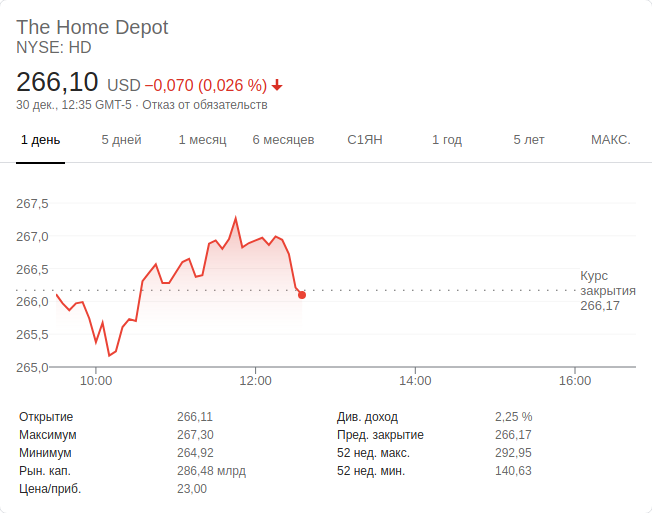 The Home Depot
NYSE: HD
266,10 USD −0,070 (0,026 %)
30 дек., 12:35 GMT-5 · Отказ от обязательств
1 день 5 дней 1 месяц 6 месяцев С1ЯН 1 год 5 лет МАКС.
267,5
267,0
266,5
266,0
265,5
265,0
Курс
закрытия
266,17
10:00 12:00 14:00 16:00
Открытие 266,11 Див. доход 2,25 %
Максимум 267,30 Пред. закрытие 266,17
Минимум 264,92 52 нед. макс. 292,95
Рын. кап. 286,48 млрд 52 нед. мин. 140,63
Цена/приб. 23,00